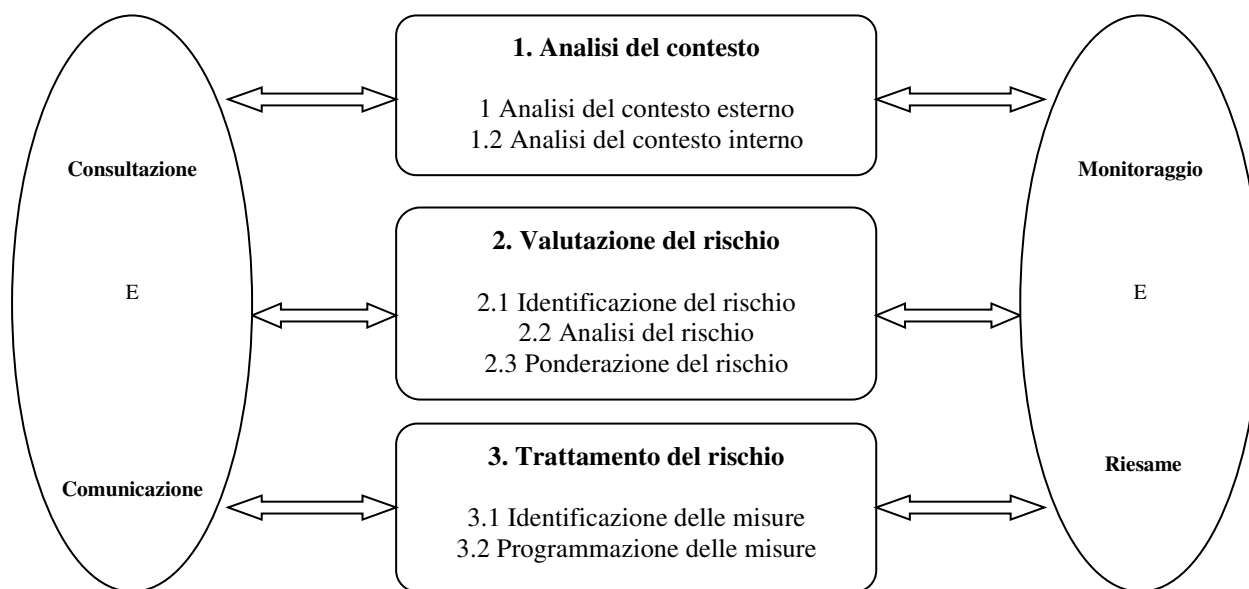 Consultazione
E
Comunicazione
1. Analisi del contesto
1 Analisi del contesto esterno
1.2 Analisi del contesto interno
2. Valutazione del rischio
2.1 Identificazione del rischio
2.2 Analisi del rischio
2.3 Ponderazione del rischio
3. Trattamento del rischio
3.1 Identificazione delle misure
3.2 Programmazione delle misure
Monitoraggio
E
Riesame